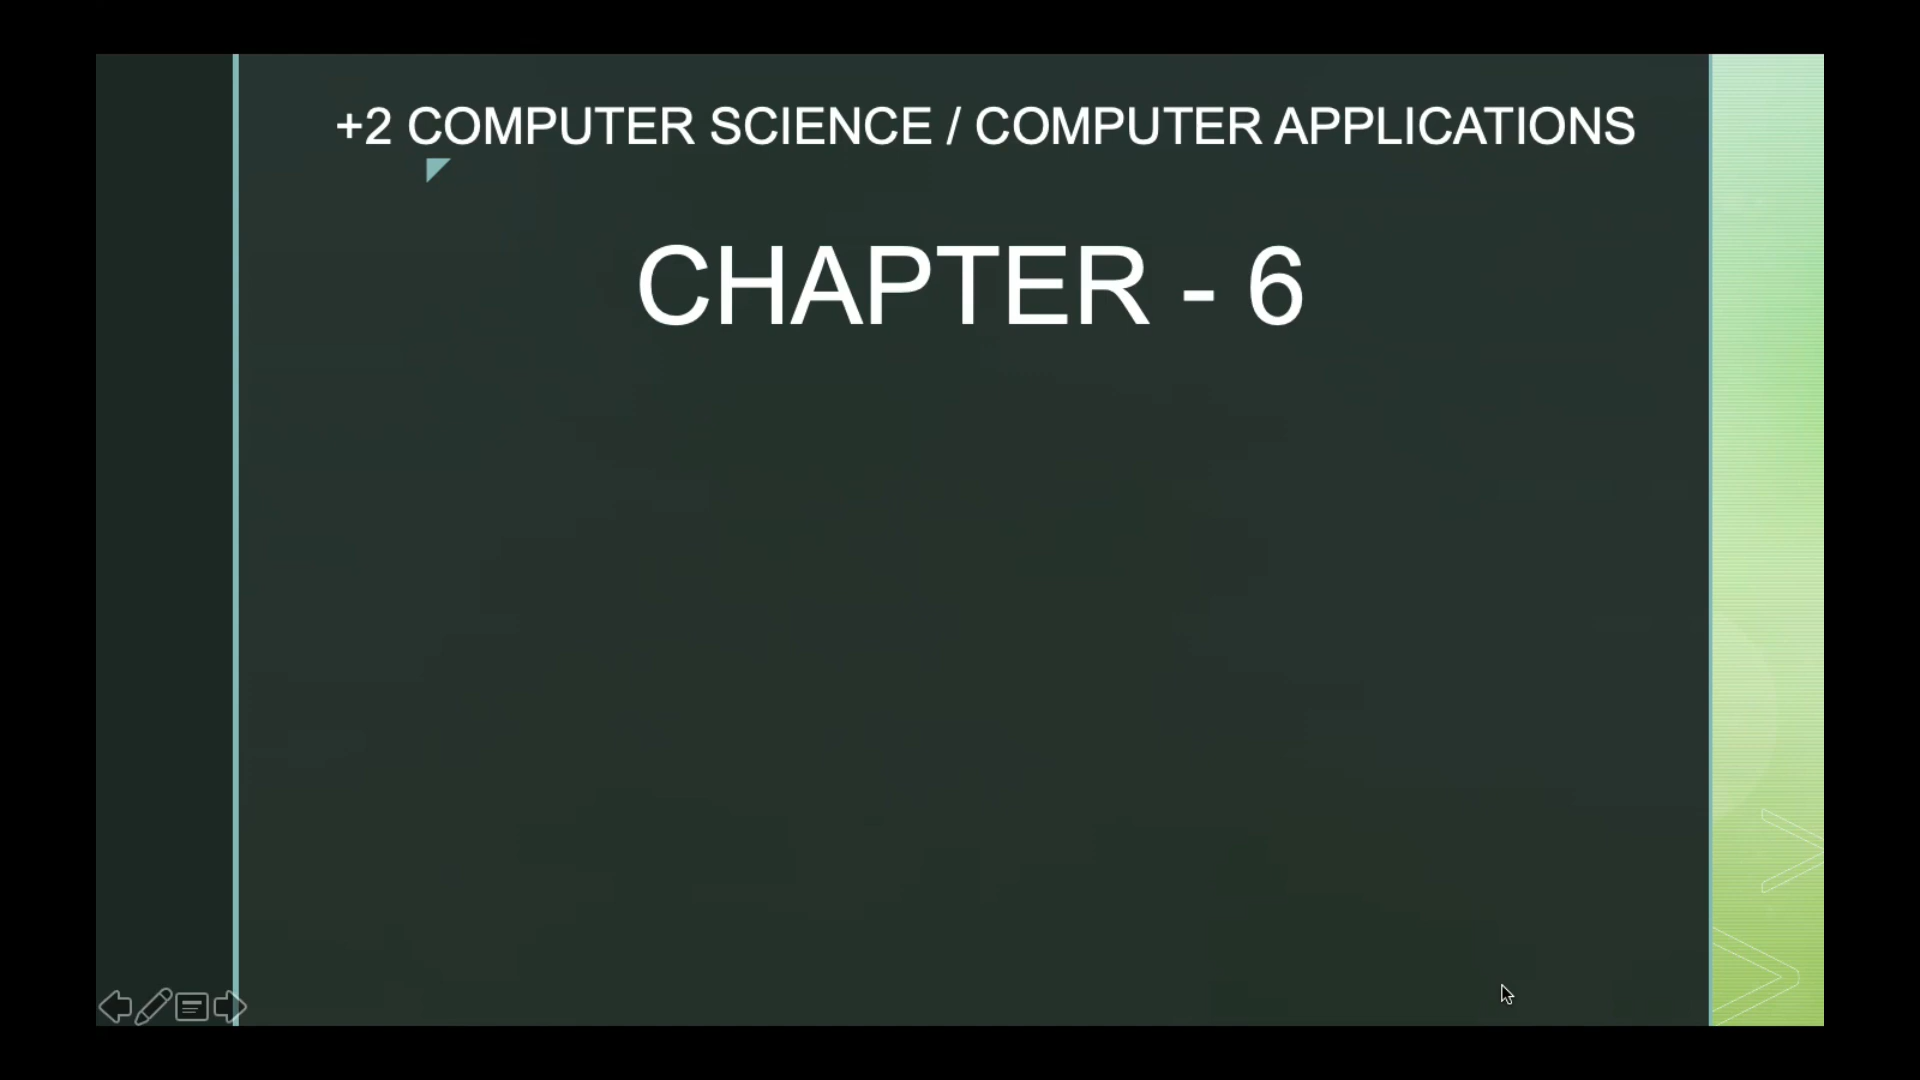 +2 COMPUTER SCIENCE / COMPUTER APPLICATIONS
CHAPTER - 6